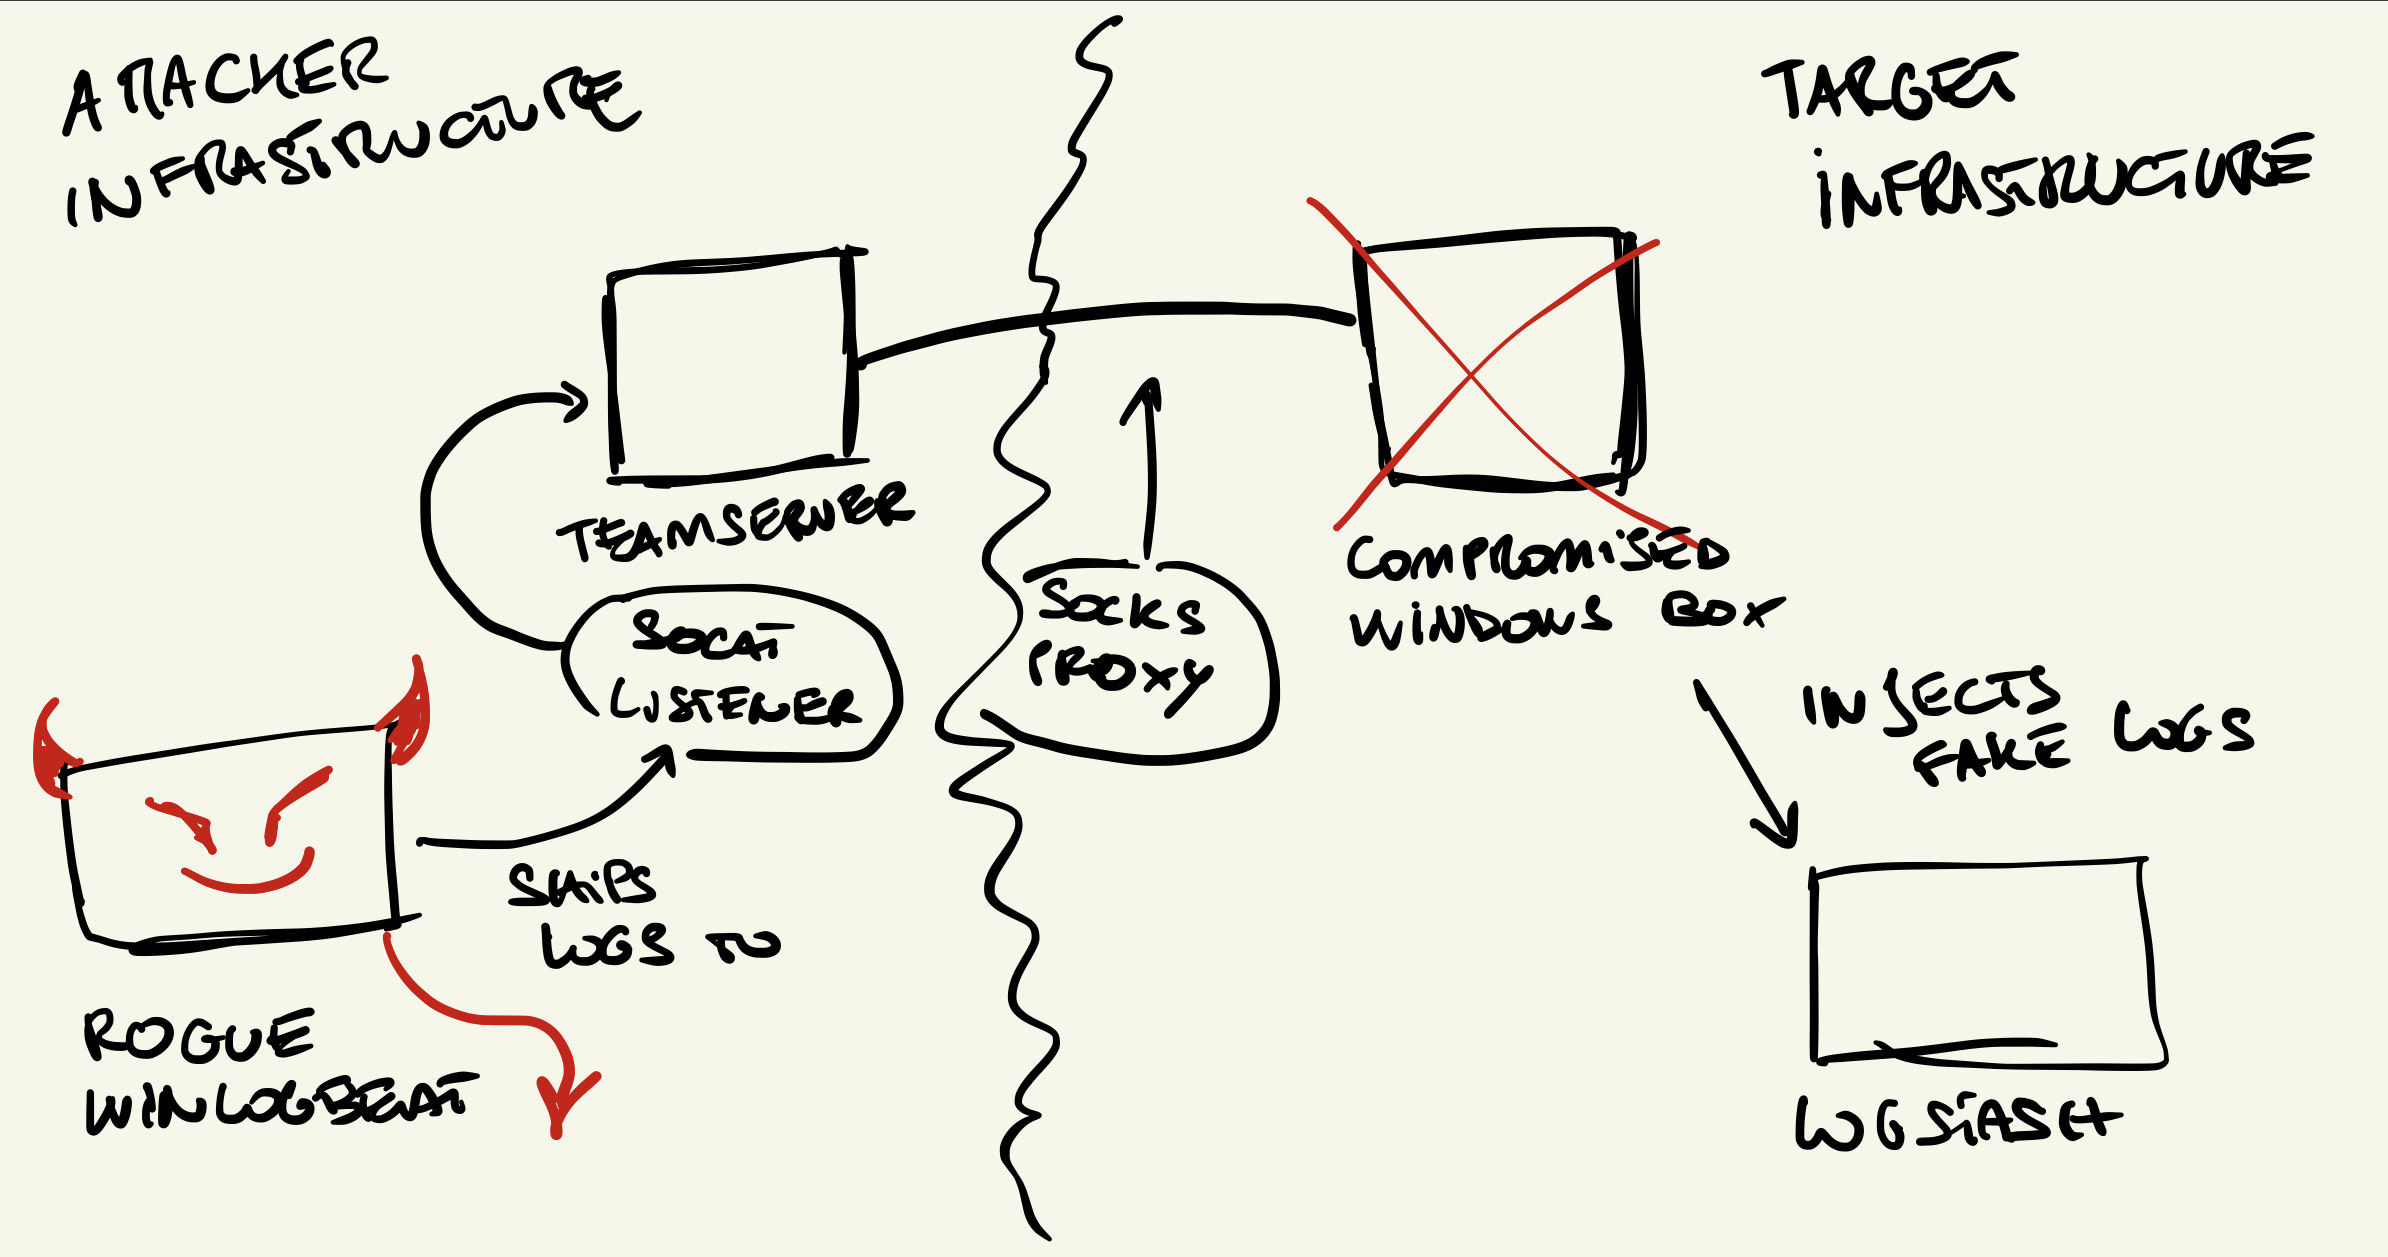 ATTACKER
INFRASTRUCTURE
TARGET
INFRASTRUCTURE
TEAMSERVER
COMPROMISED
WINDOWS BOX
SOCAT
LISTENER
SOCKS
PROXY
INJECTS
FAKE LOGS
SHIPS
LOGS TO
ROGUE
WINLOGBEAT
LOGSTASH